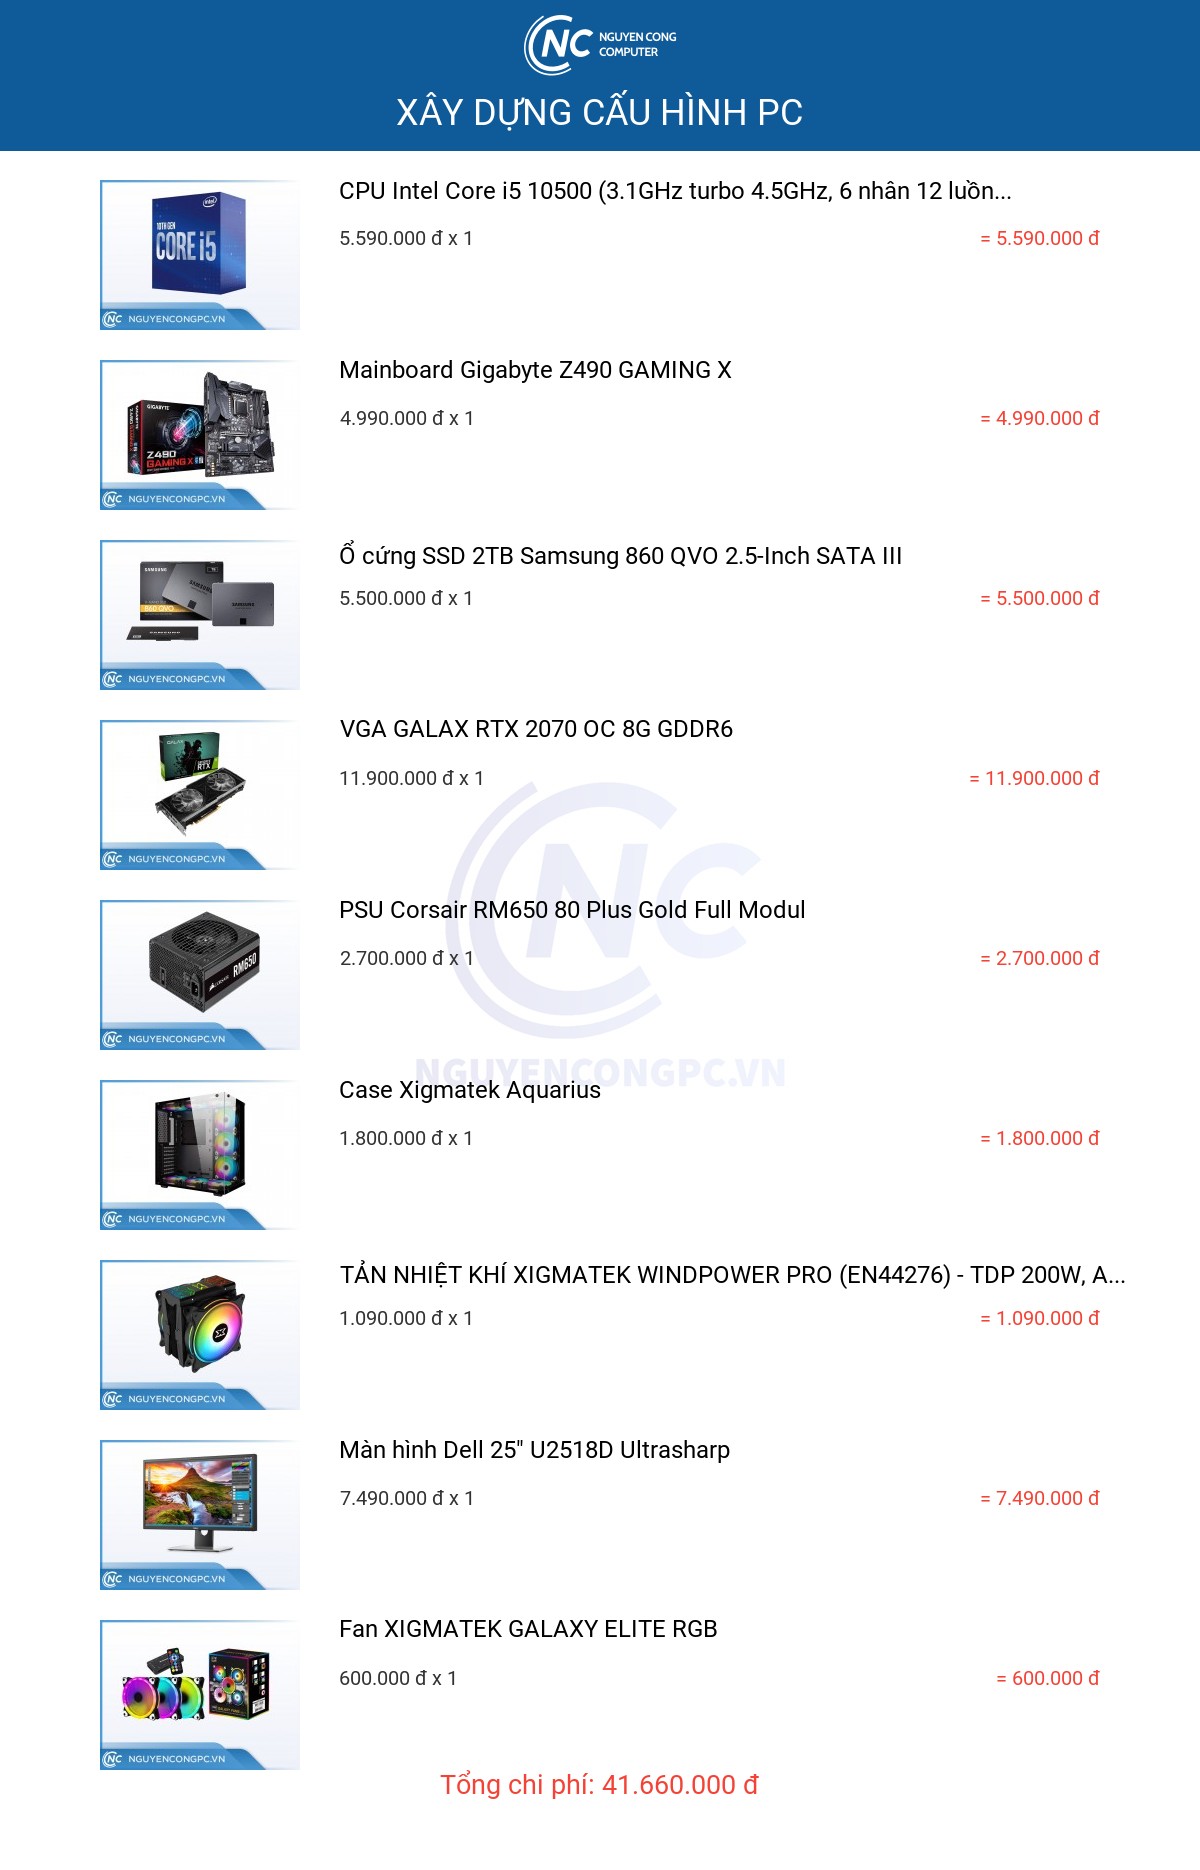 NC NGUYEN CONG
COMPUTER
XÂY DỰNG CẤU HÌNH PC
CPU Intel Core i5 10500 (3.1GHz turbo 4.5GHz, 6 nhân 12 luồn...
5.590.000 đ x 1 = 5.590.000 đ
intel
10TH GEN
CORE i5
NC NGUYENCONGPC.VN
Mainboard Gigabyte Z490 GAMING X
4.990.000 đ x 1 = 4.990.000 đ
GIGABYTE
Z490
GAMING X
NC NGUYENCONGPC.VN
Ổ cứng SSD 2TB Samsung 860 QVO 2.5-Inch SATA III
5.500.000 đ x 1 = 5.500.000 đ
SAMSUNG
SAMSUNG
860 QVO
SAMSUNG
NC NGUYENCONGPC.VN
VGA GALAX RTX 2070 OC 8G GDDR6
11.900.000 đ x 1 = 11.900.000 đ
GALAX
RTX
NC NGUYENCONGPC.VN
NC
PSU Corsair RM650 80 Plus Gold Full Modul
2.700.000 đ x 1 = 2.700.000 đ
CORSAIR RM650
NC NGUYENCONGPC.VN
NGUYENCONGPC.VN
Case Xigmatek Aquarius
1.800.000 đ x 1 = 1.800.000 đ
NC NGUYENCONGPC.VN
TẢN NHIỆT KHÍ XIGMATEK WINDPOWER PRO (EN44276) - TDP 200W, A...
1.090.000 đ x 1 = 1.090.000 đ
NC NGUYENCONGPC.VN
Màn hình Dell 25" U2518D Ultrasharp
7.490.000 đ x 1 = 7.490.000 đ
NC NGUYENCONGPC.VN
Fan XIGMATEK GALAXY ELITE RGB
600.000 đ x 1 = 600.000 đ
NC NGUYENCONGPC.VN
Tổng chi phí: 41.660.000 đ